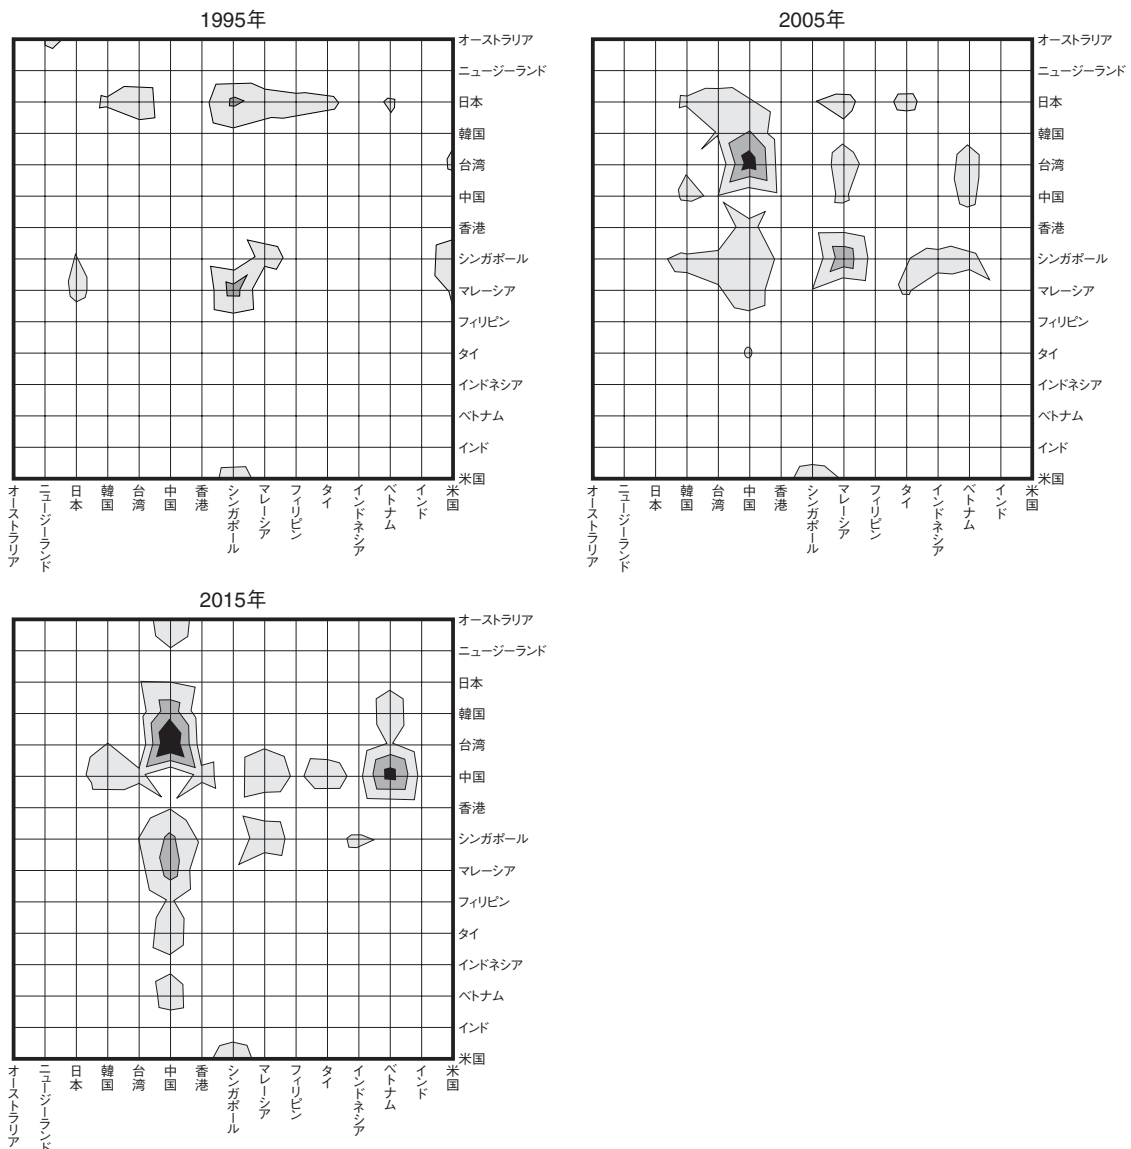 1995年
オーストラリア
ニュージーランド
日本
韓国
台湾
中国
香港
シンガポール
マレーシア
フィリピン
タイ
インドネシア
ベトナム
インド
米国
オーストラリア
ニュージーランド
日本
韓国
台湾
中国
香港
シンガポール
マレーシア
フィリピン
タイ
インドネシア
ベトナム
インド
米国
2005年
オーストラリア
ニュージーランド
日本
韓国
台湾
中国
香港
シンガポール
マレーシア
フィリピン
タイ
インドネシア
ベトナム
インド
米国
オーストラリア
ニュージーランド
日本
韓国
台湾
中国
香港
シンガポール
マレーシア
フィリピン
タイ
インドネシア
ベトナム
インド
米国
2015年
オーストラリア
ニュージーランド
日本
韓国
台湾
中国
香港
シンガポール
マレーシア
フィリピン
タイ
インドネシア
ベトナム
インド
米国
オーストラリア
ニュージーランド
日本
韓国
台湾
中国
香港
シンガポール
マレーシア
フィリピン
タイ
インドネシア
ベトナム
インド
米国